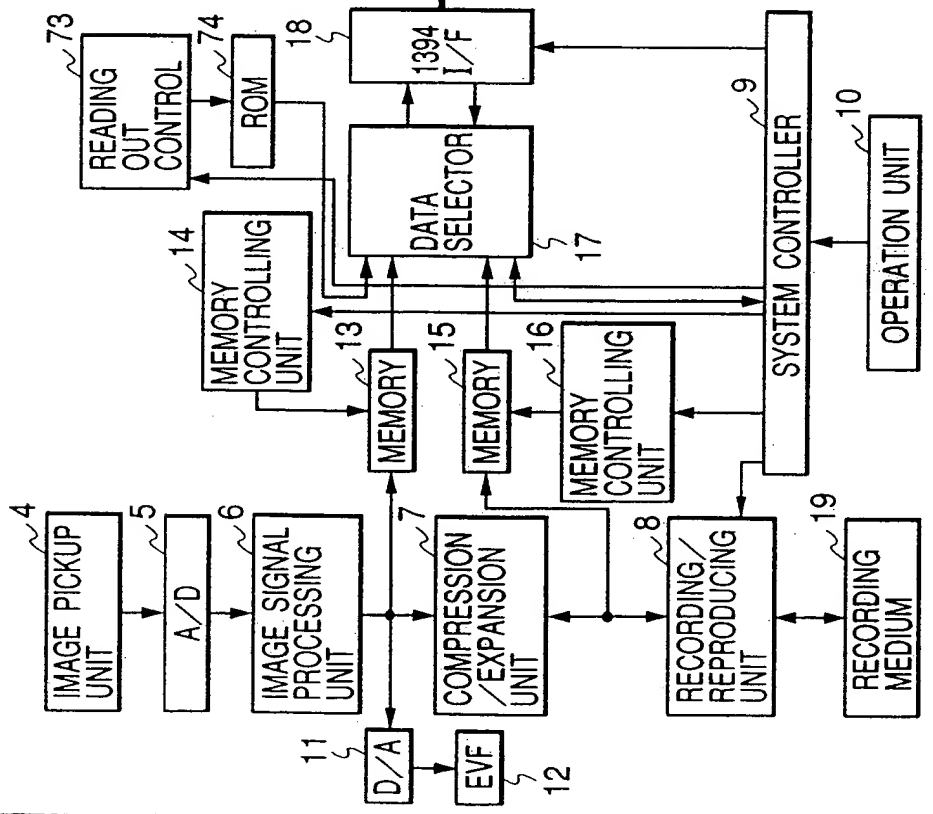 4
IMAGE PICKUP
UNIT
5
A/D
6
IMAGE SIGNAL
PROCESSING
UNIT
11
D/A
EVF
12
7
COMPRESSION
/EXPANSION
UNIT
8
RECORDING/
REPRODUCING
UNIT
19
RECORDING
MEDIUM
14
MEMORY
CONTROLLING
UNIT
13
MEMORY
15
MEMORY
16
MEMORY
CONTROLLING
UNIT
73
READING
OUT
CONTROL
74
ROM
DATA
SELECTOR
17
18
1394
I/F
9
SYSTEM CONTROLLER
10
OPERATION UNIT